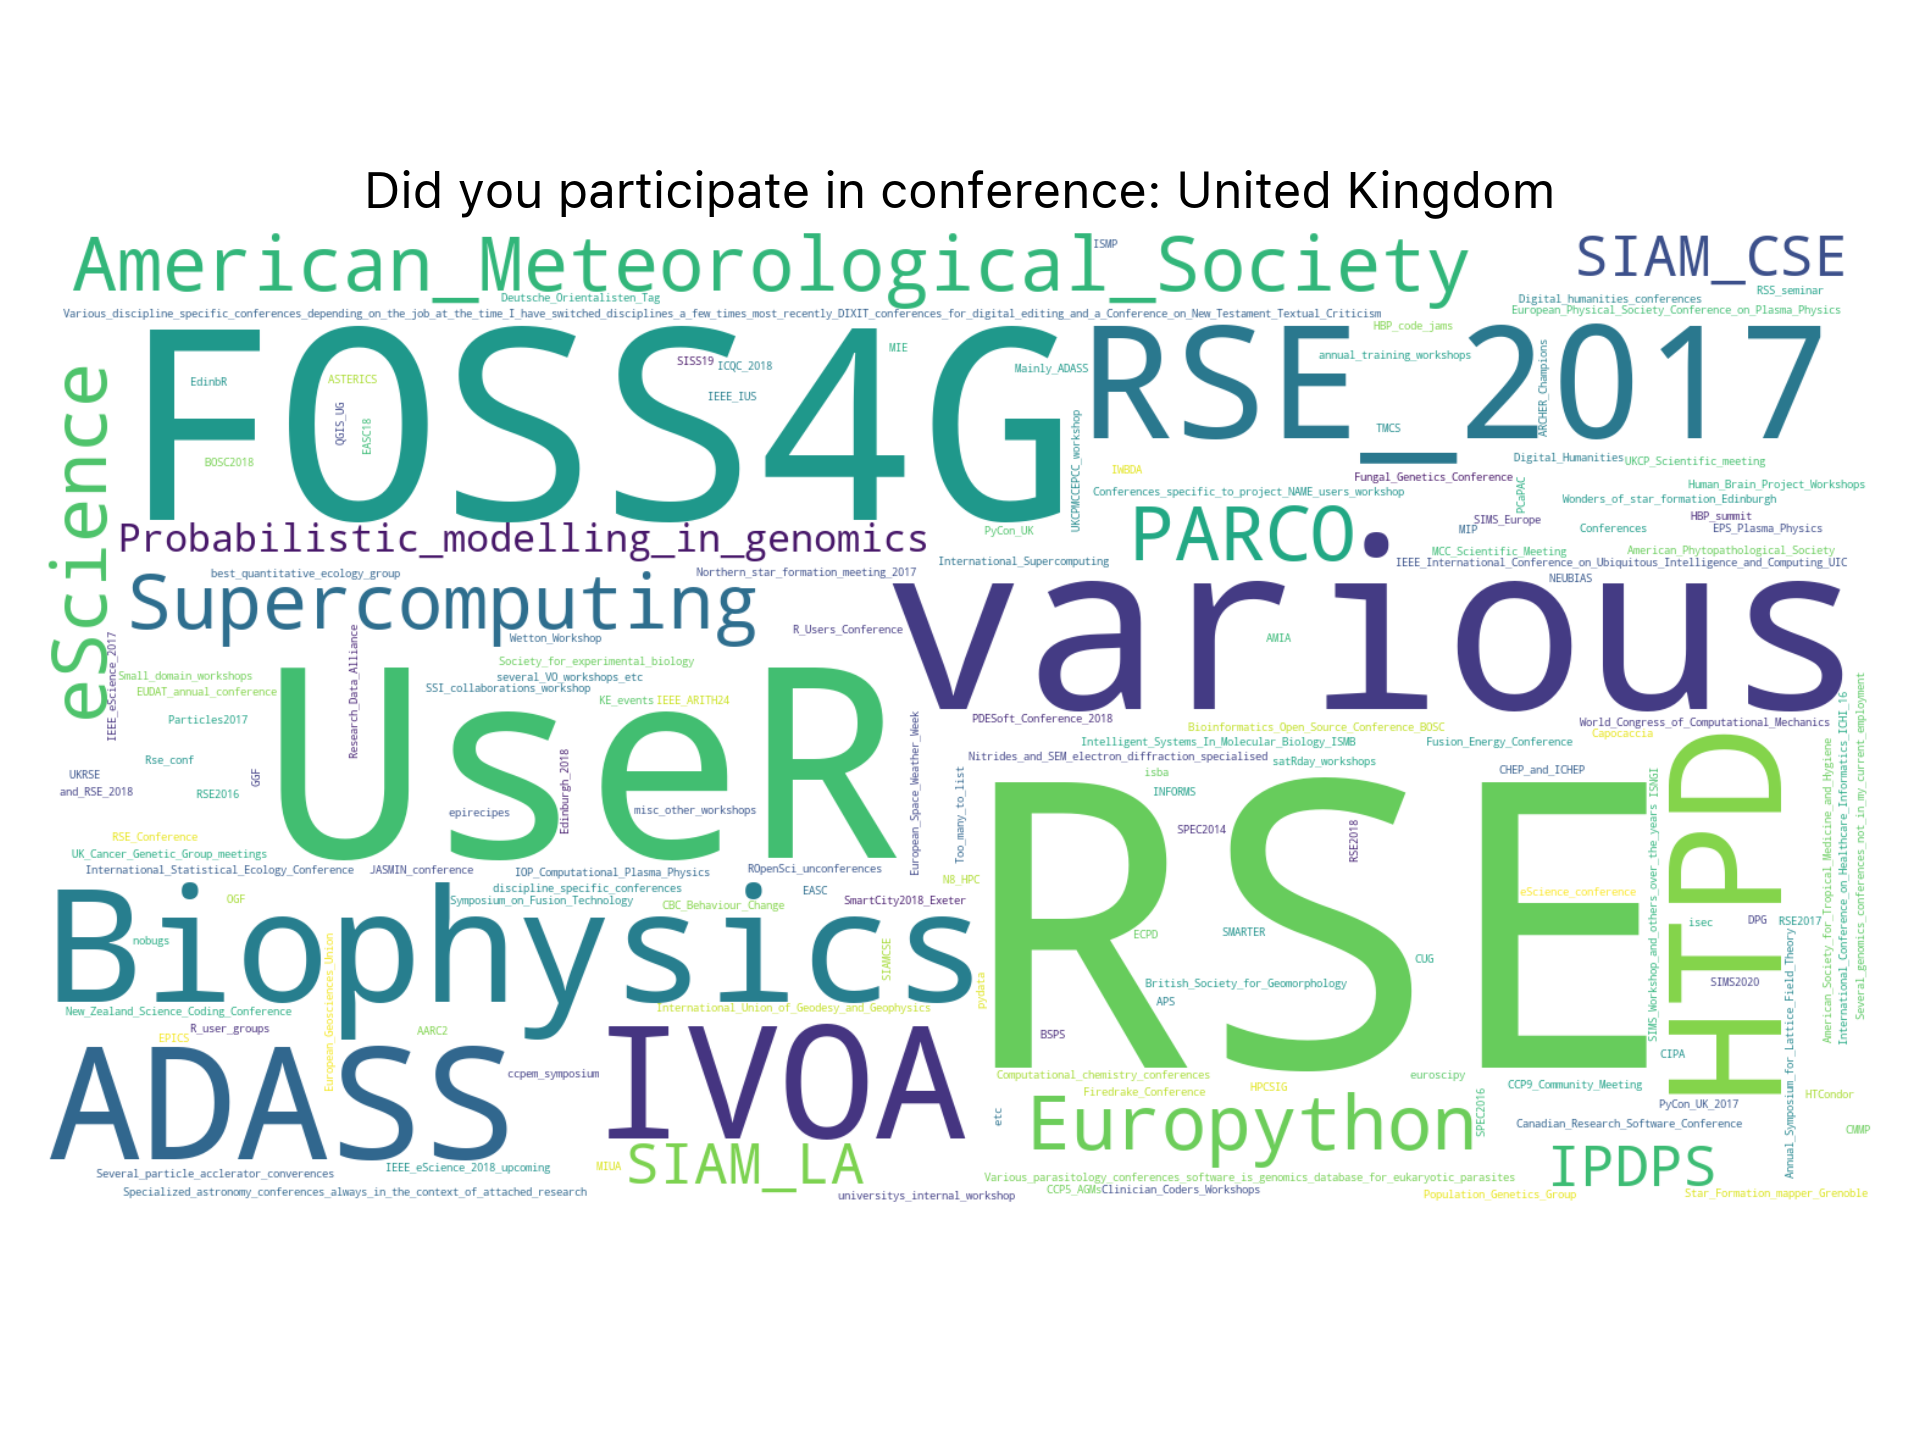 Did you participate in conference: United Kingdom
American_Meteorological_Society
ISMP
SIAM_CSE
Deutsche_Orientalisten_Tag
RSS_seminar
Digital_humanities_conferences
European_Physical_Society_Conference_on_Plasma_Physics
Various_discipline_specific_conferences_depending_on_the_job_at_the_time_I_have_switched_disciplines_a_few_times_most_recently_DIXIT_conferences_for_digital_editing_and_a_Conference_on_New_Testament_Textual_Criticism
HBP_code_jams
FOSS4G
RSE_2017
SISS19
ICQC_2018
MIE
Mainly_ADASS
annual_training_workshops
ARCHER_Champions
EdinbR
ASTERICS
IEEE_IUS
QGIS_UG
EASC18
BOSC2018
TMCS
UKCPMMCCEPCC_workshop
IWBDA
Digital_Humanities
UKCP_Scientific_meeting
Fungal_Genetics_Conference
Conferences_specific_to_project_NAME_users_workshop
PCaPAC
Human_Brain_Project_Workshops
Wonders_of_star_formation_Edinburgh
eScience
Probabilistic_modelling_in_genomics
PyCon_UK
PARCO
SIMS_Europe
MIP
Conferences
HBP_summit
EPS_Plasma_Physics
MCC_Scientific_Meeting
American_Phytopathological_Society
International_Supercomputing
IEEE_International_Conference_on_Ubiquitous_Intelligence_and_Computing_UIC
best_quantitative_ecology_group
Northern_star_formation_meeting_2017
NEUBIAS
Supercomputing
various
R_Users_Conference
Wetton_Workshop
AMIA
IEEE_eScience_2017
Research_Data_Alliance
Society_for_experimental_biology
several_VO_workshops_etc
Small_domain_workshops
EUDAT_annual_conference
SSI_collaborations_workshop
KE_events
IEEE_ARITH24
UseR
Particles2017
PDESoft_Conference_2018
Bioinformatics_Open_Source_Conference_BOSC
World_Congress_of_Computational_Mechanics
Capocaccia
Intelligent_Systems_In_Molecular_Biology_ISMB
Fusion_Energy_Conference
Nitrides_and_SEM_electron_diffraction_specialised
satRday_workshops
Rse_conf
UKRSE
and_RSE_2018
GGF
RSE2016
Edinburgh_2018
epirecipes
misc_other_workshops
European_Space_Weather_Week
Too_many_to_list
isba
INFORMS
CHEP_and_ICHEP
RSE
SPEC2014
RSE2018
HTPD
RSE_Conference
UK_Cancer_Genetic_Group_meetings
International_Statistical_Ecology_Conference
JASMIN_conference
IOP_Computational_Plasma_Physics
ROpenSci_unconferences
N8_HPC
discipline_specific_conferences
EASC
Symposium_on_Fusion_Technology
CBC_Behaviour_Change
SmartCity2018_Exeter
eScience_conference
OGF
Biophysics
nobugs
SIAMCSE
pydata
ECPD
SMARTER
CUG
isec
DPG
RSE2017
SIMS2020
British_Society_for_Geomorphology
APS
BSPS
SIMS_Workshop_and_others_over_the_years_ISNGI
American_Society_for_Tropical_Medicine_and_Hygiene
International_Conference_on_Healthcare_Informatics_ICHI_16
Several_genomics_conferences_not_in_my_current_employment
Annual_Symposium_for_Lattice_Field_Theory
New_Zealand_Science_Coding_Conference
International_Union_of_Geodesy_and_Geophysics
R_user_groups
EPICS
European_Geosciences_Union
AARC2
ADASS
ccpem_symposium
IVOA
CIPA
Computational_chemistry_conferences
Firedrake_Conference
HPCSIG
euroscipy
CCP9_Community_Meeting
PyCon_UK_2017
HTCondor
etc
Europython
SPEC2016
Canadian_Research_Software_Conference
CMMP
SIAM_LA
IPDPS
Several_particle_acclerator_converences
IEEE_eScience_2018_upcoming
MIUA
Specialized_astronomy_conferences_always_in_the_context_of_attached_research
universitys_internal_workshop
Various_parasitology_conferences_software_is_genomics_database_for_eukaryotic_parasites
CCP5_AGMs
Clinician_Coders_Workshops
Population_Genetics_Group
Star_Formation_mapper_Grenoble